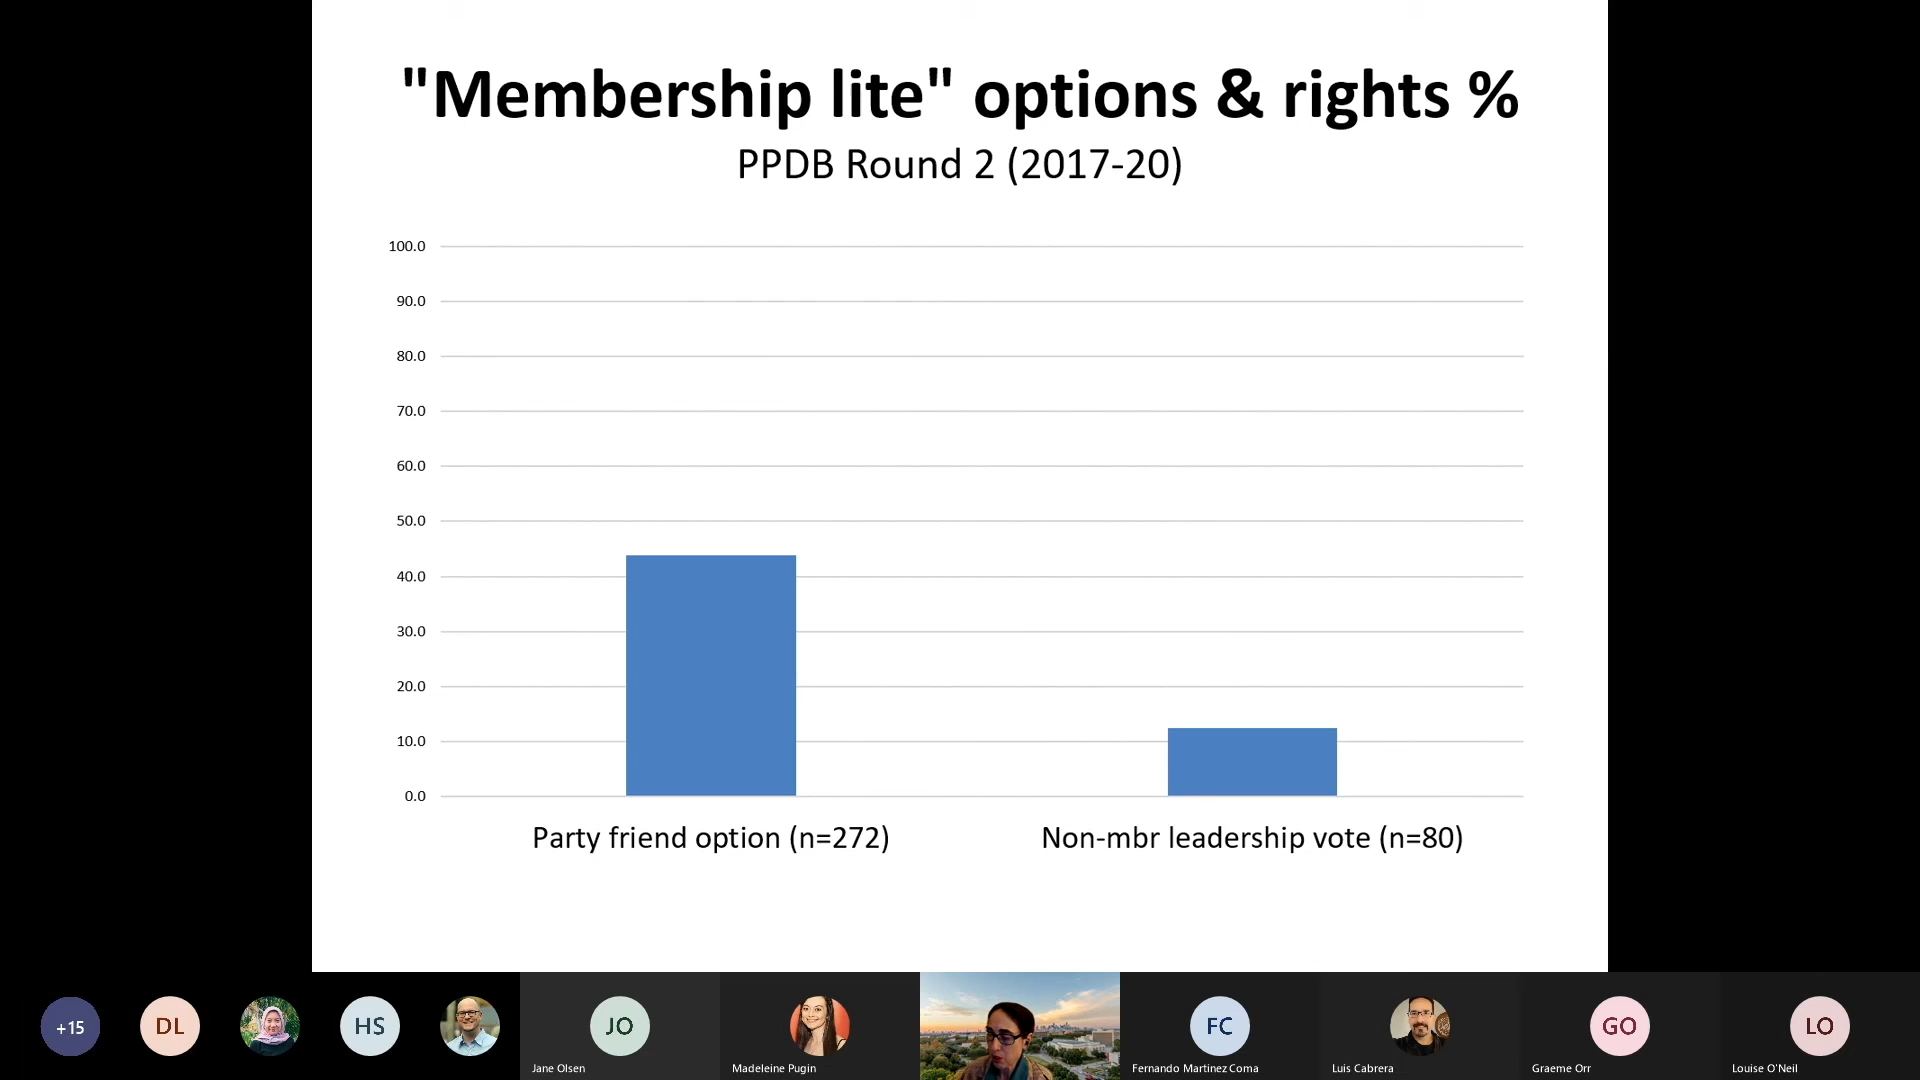 "Membership lite" options & rights %
PPDB Round 2 (2017-20)
100.0
90.0
80.0
70.0
60.0
50.0
40.0
30.0
20.0
10.0
0.0
Party friend option (n=272)
Non-mbr leadership vote (n=80)
+15
DL
HS
JO
Jane Olsen
Madeleine Pugin
FC
Fernando Martinez Coma
Luis Cabrera
GO
Graeme Orr
LO
Louise O'Neil